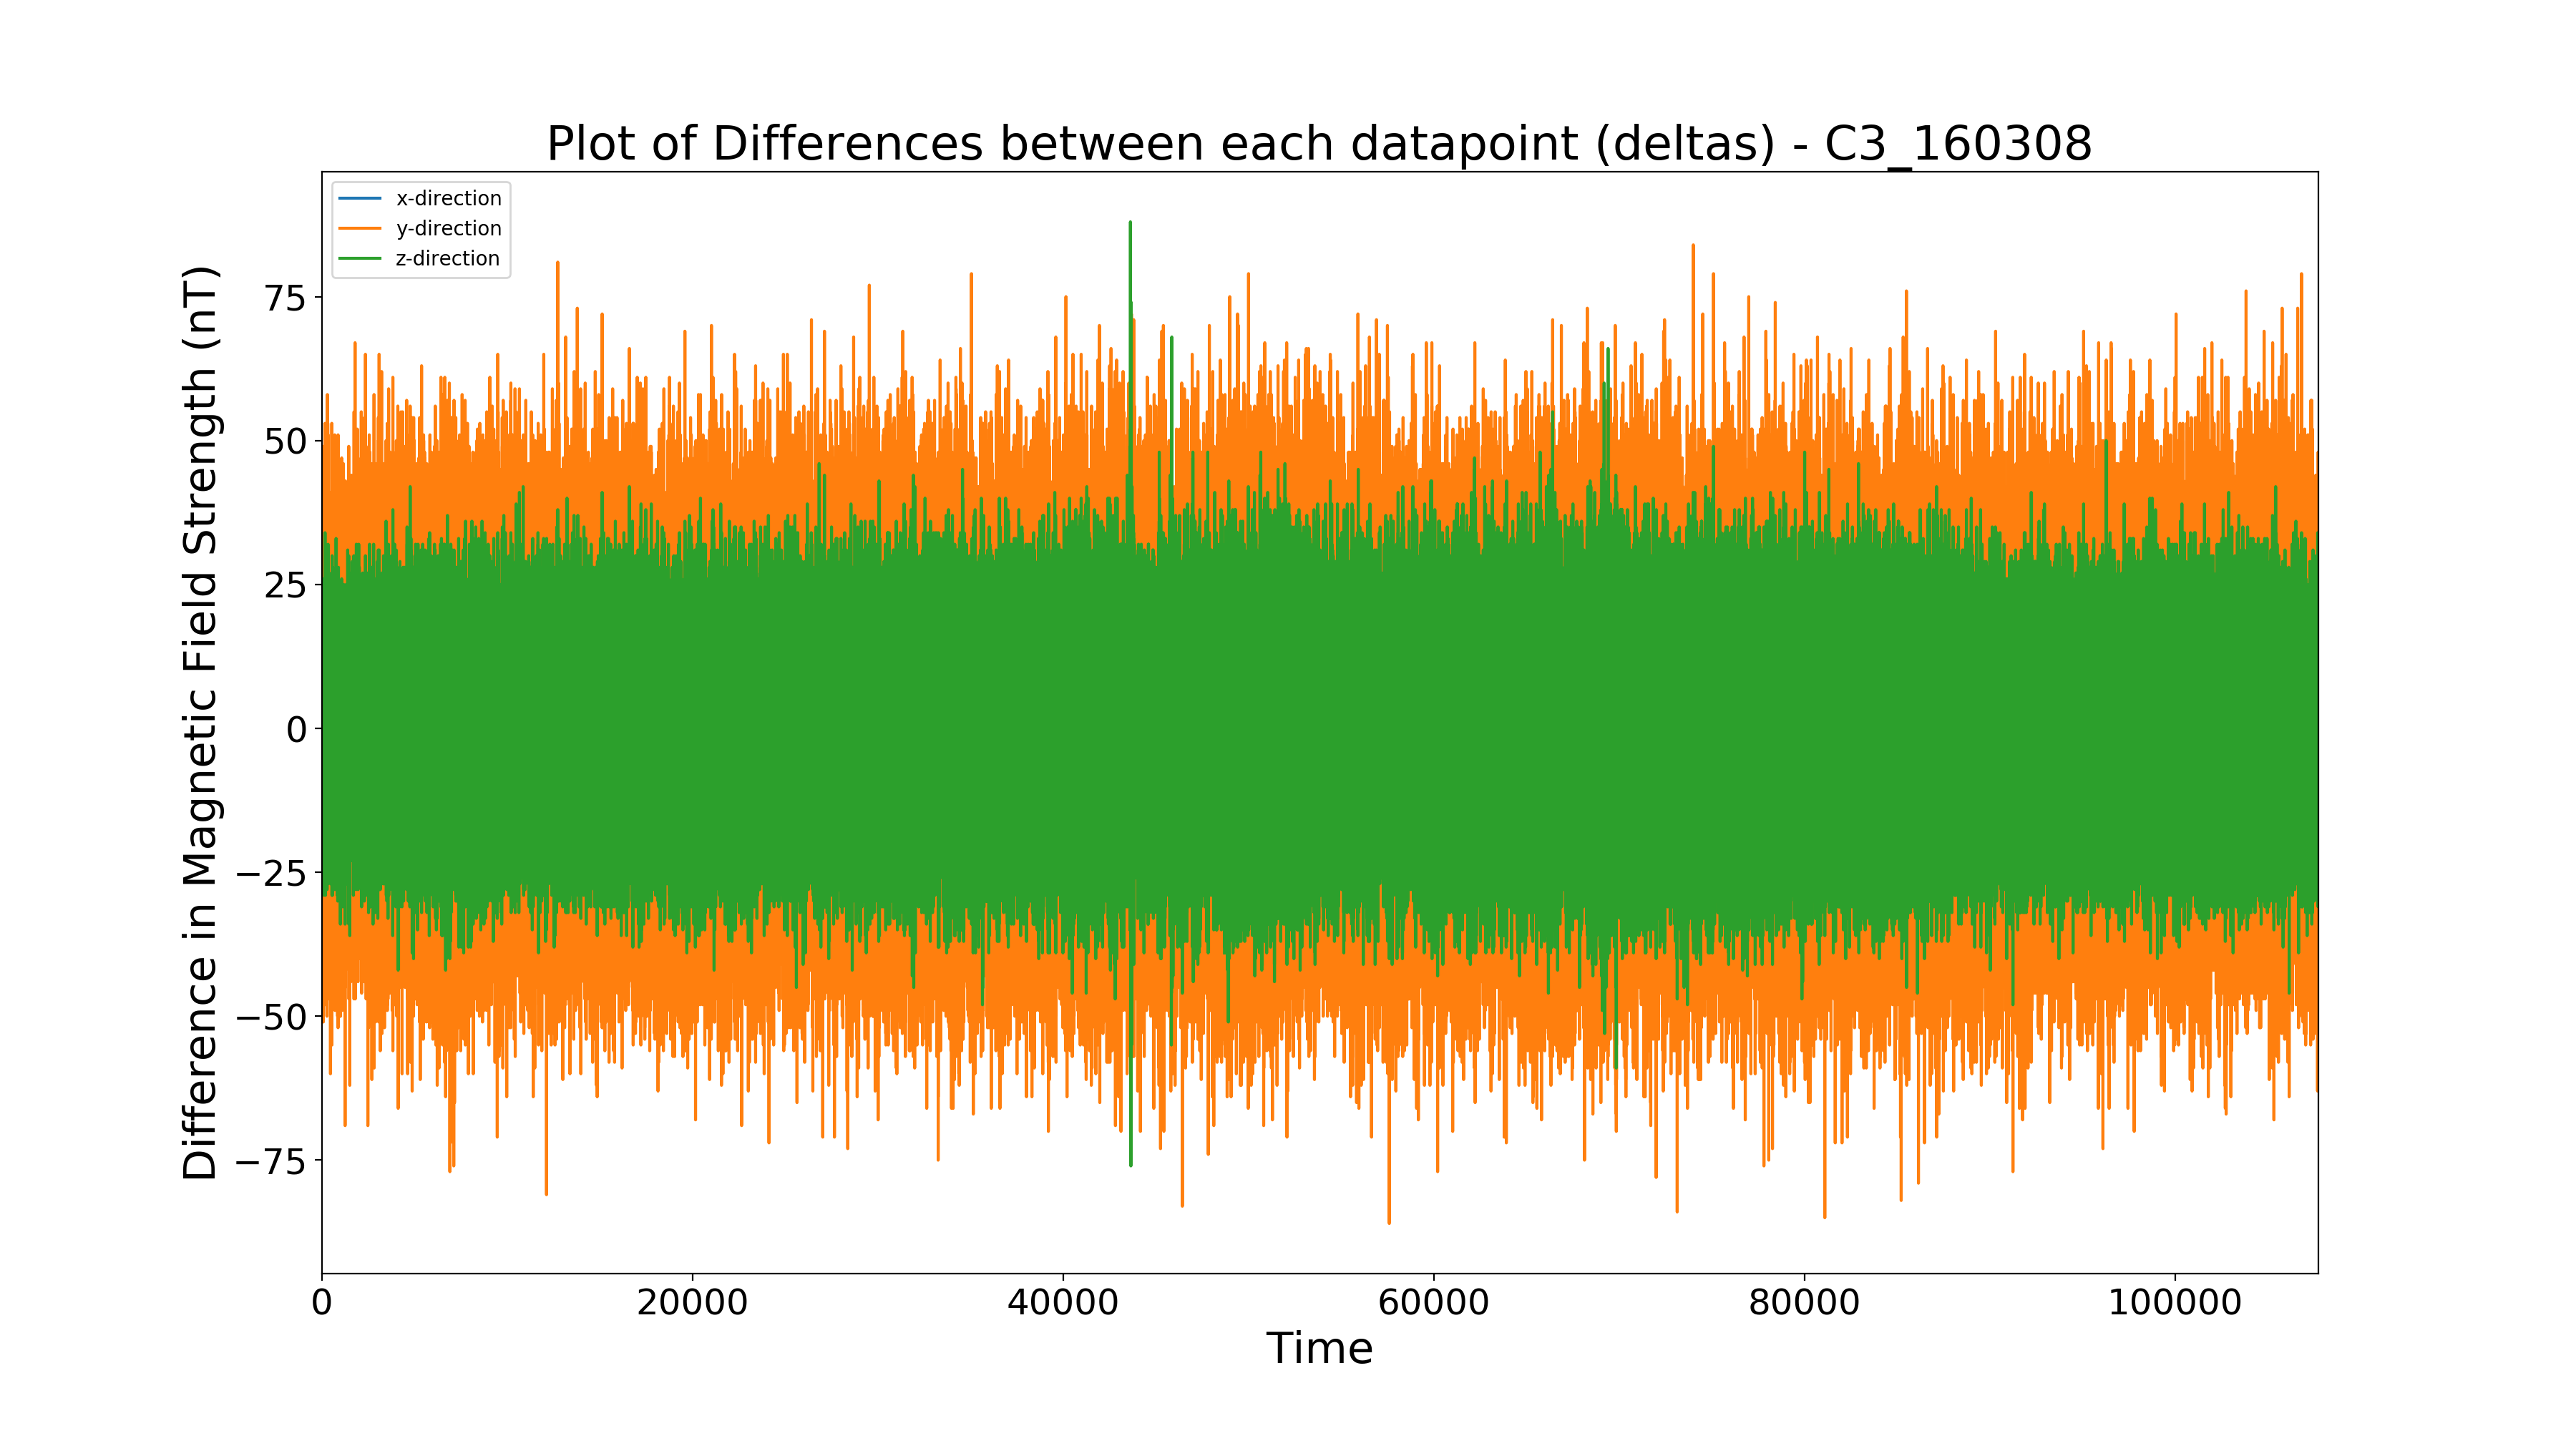 Plot of Differences between each datapoint (deltas) - C3_160308
x-direction
y-direction
z-direction
Difference in Magnetic Field Strength (nT)
75
50
25
0
−25
−50
−75
0 20000 40000 60000 80000 100000
Time